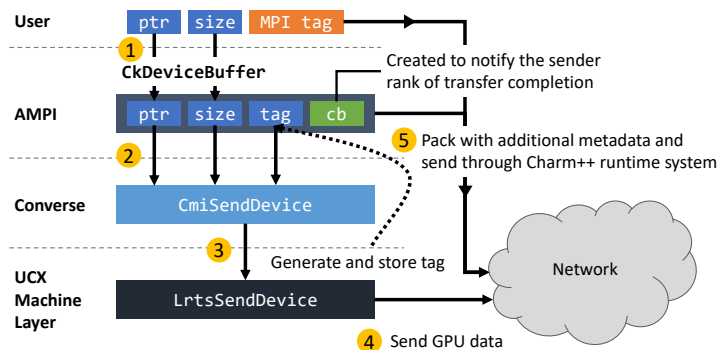 User
ptr size MPI tag
1
CkDeviceBuffer
Created to notify the sender
rank of transfer completion
AMPI
ptr size tag cb
2
5 Pack with additional metadata and
send through Charm++ runtime system
Converse
CmiSendDevice
3
Generate and store tag
Network
UCX
Machine
Layer
LrtsSendDevice
4 Send GPU data